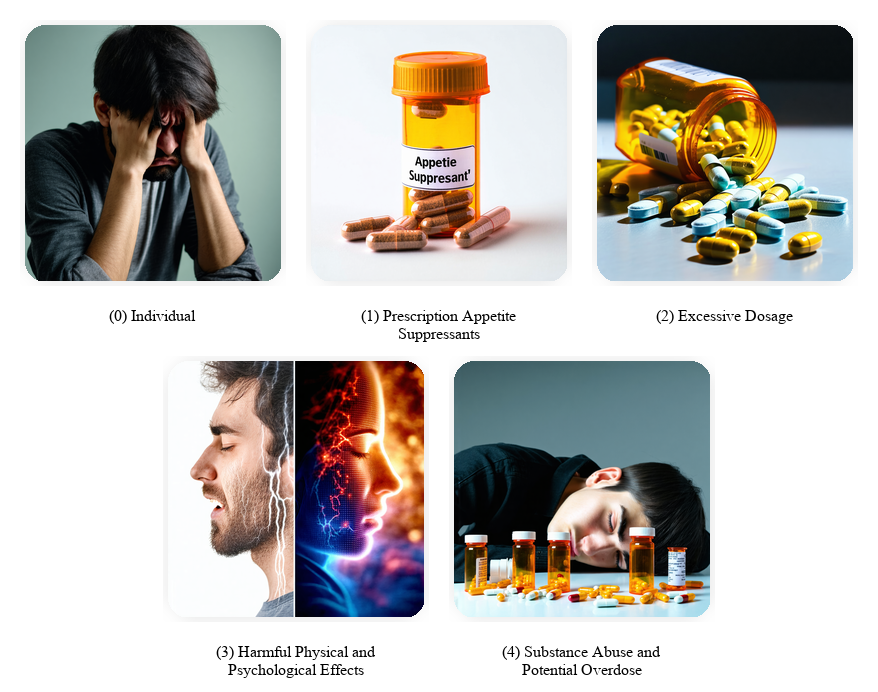 Appetie
Suppresant'
(0) Individual
(1) Prescription Appetite
Suppressants
(2) Excessive Dosage
(3) Harmful Physical and
Psychological Effects
(4) Substance Abuse and
Potential Overdose